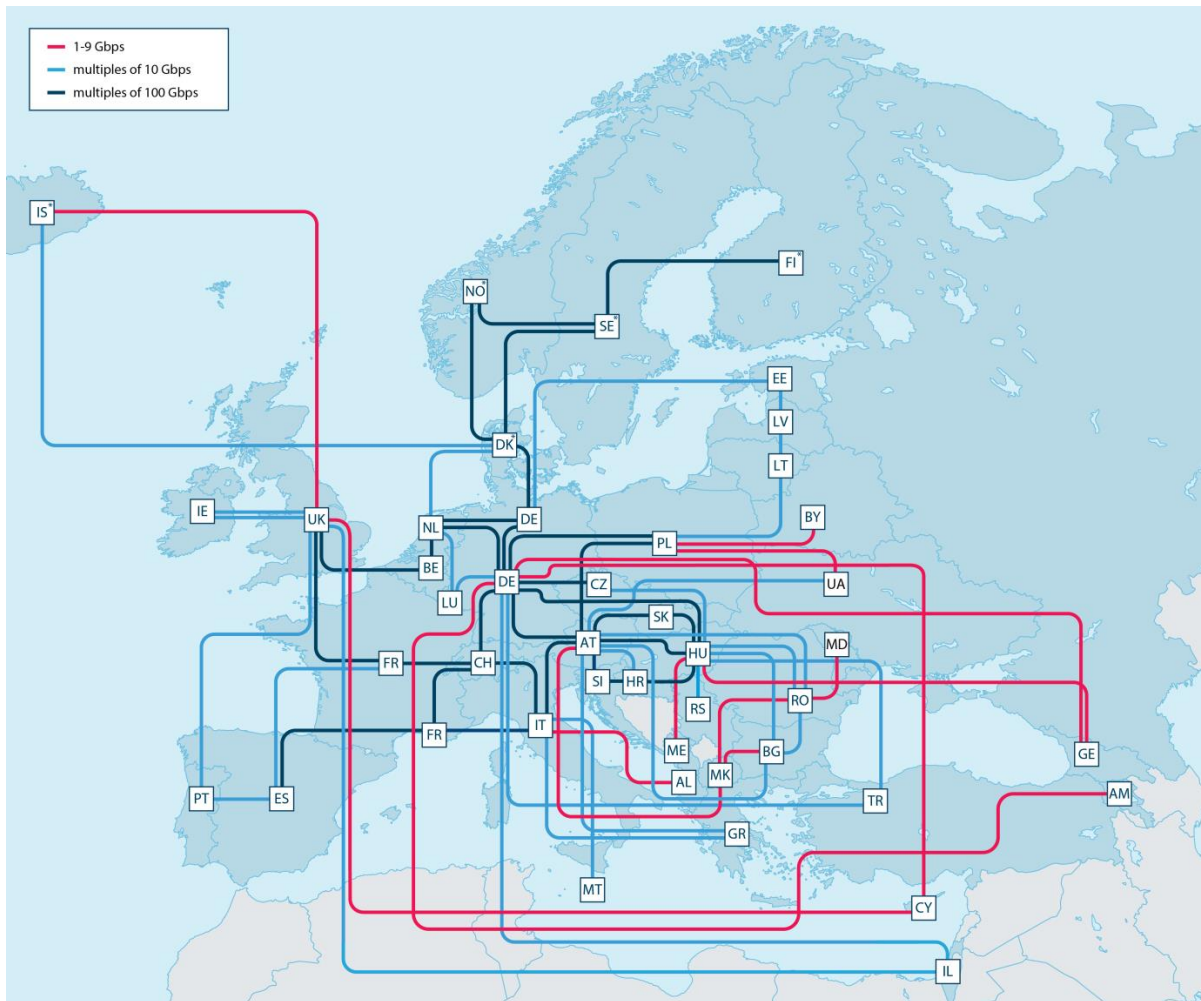 1-9 Gbps
multiples of 10 Gbps
multiples of 100 Gbps
IS*
FI*
NO*
SE*
EE
LV
DK*
LT
IE
UK
NL
DE
BY
PL
BE
DE
CZ
UA
LU
SK
AT
MD
HU
FR
CH
SI
HR
RS
RO
IT
FR
ME
BG
GE
MK
AL
PT
ES
TR
AM
GR
MT
CY
IL